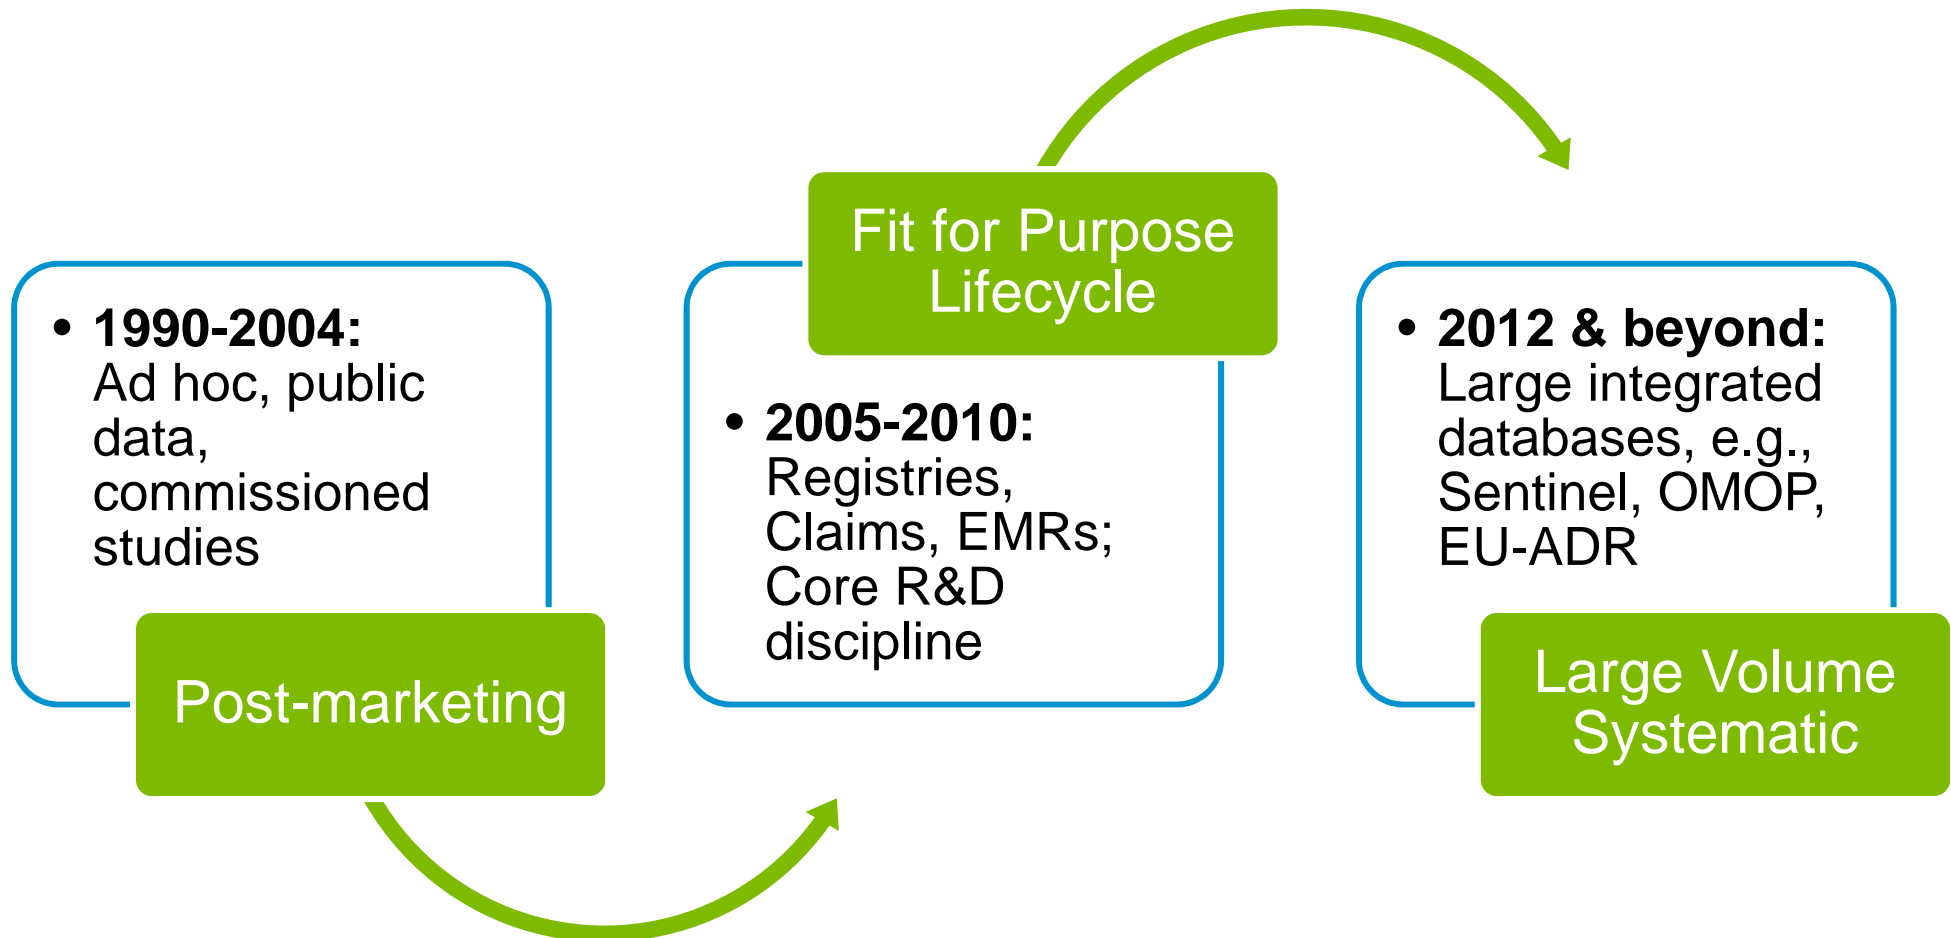 • 1990-2004:
Ad hoc, public
data,
commissioned
studies
Post-marketing
Fit for Purpose
Lifecycle
• 2005-2010:
Registries,
Claims, EMRs;
Core R&D
discipline
• 2012 & beyond:
Large integrated
databases, e.g.,
Sentinel, OMOP,
EU-ADR
Large Volume
Systematic